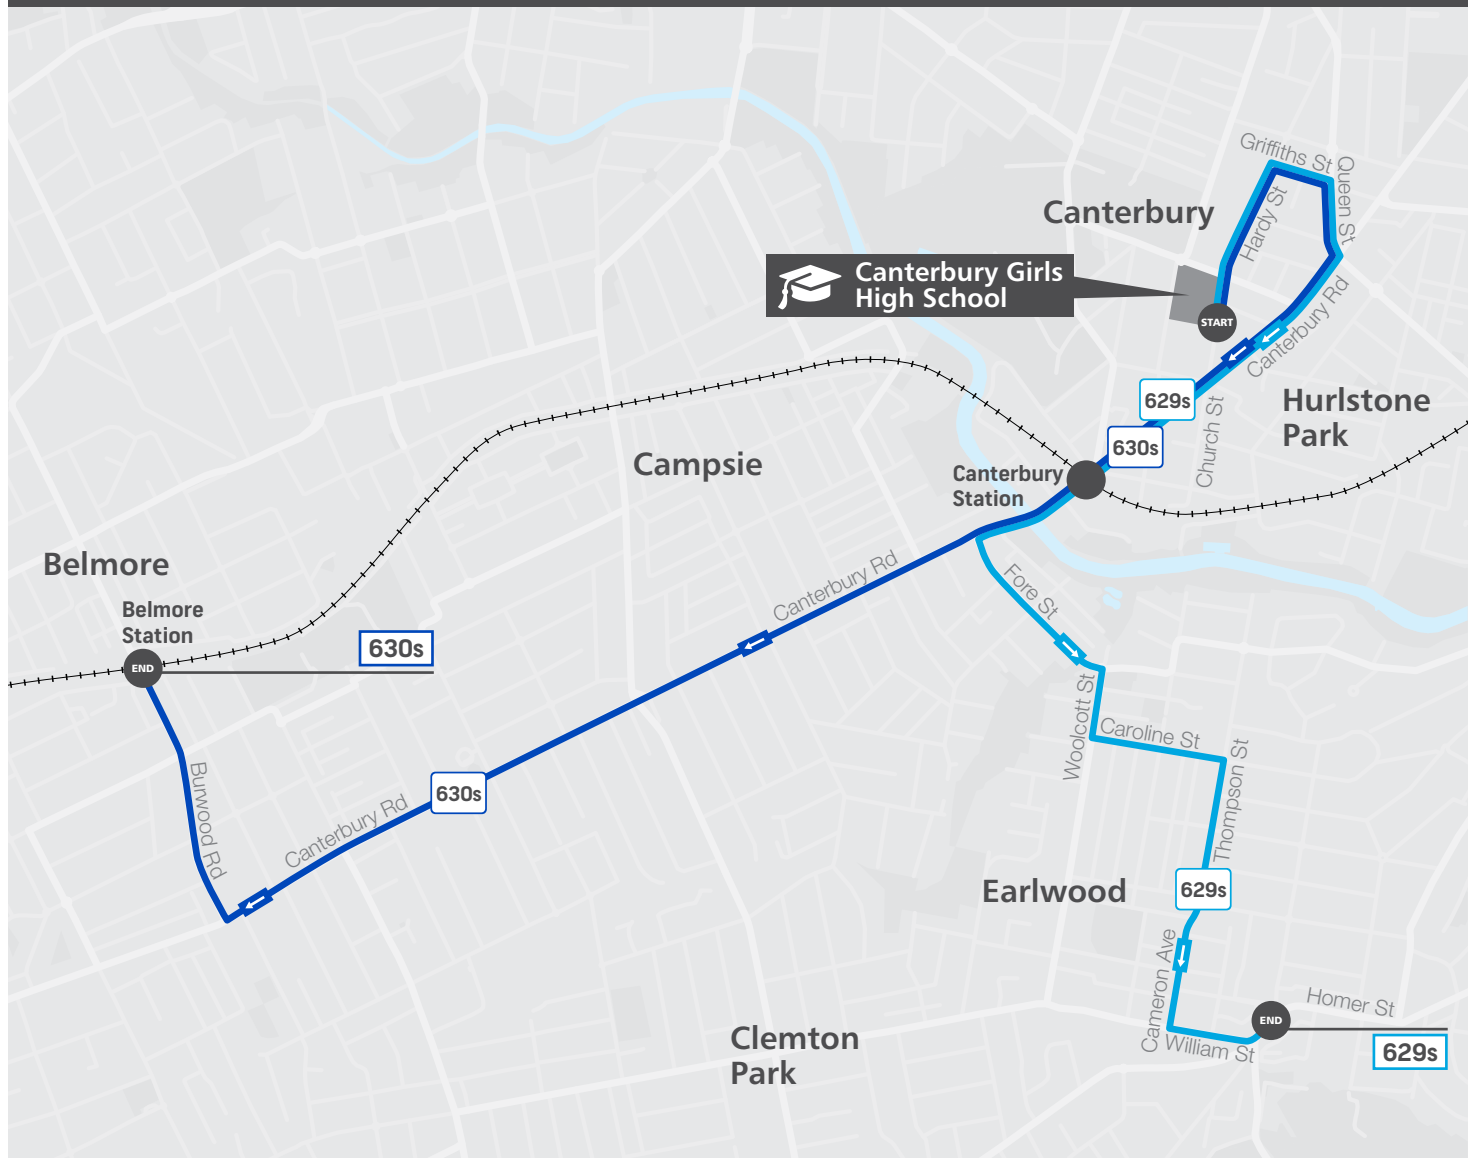 Griffiths St
Queen St
Canterbury
Hardy St
Canterbury Girls
High School
START
Canterbury Rd
629s
Hurlstone
Park
Church St
630s
Campsie
Canterbury
Station
Belmore
Belmore
Station
630s
END
Canterbury Rd
Fore St
Woolcott St
Caroline St
Thompson St
Burwood Rd
630s
Canterbury Rd
Earlwood
629s
Cameron Ave
Homer St
END
William St
629s
Clemton
Park